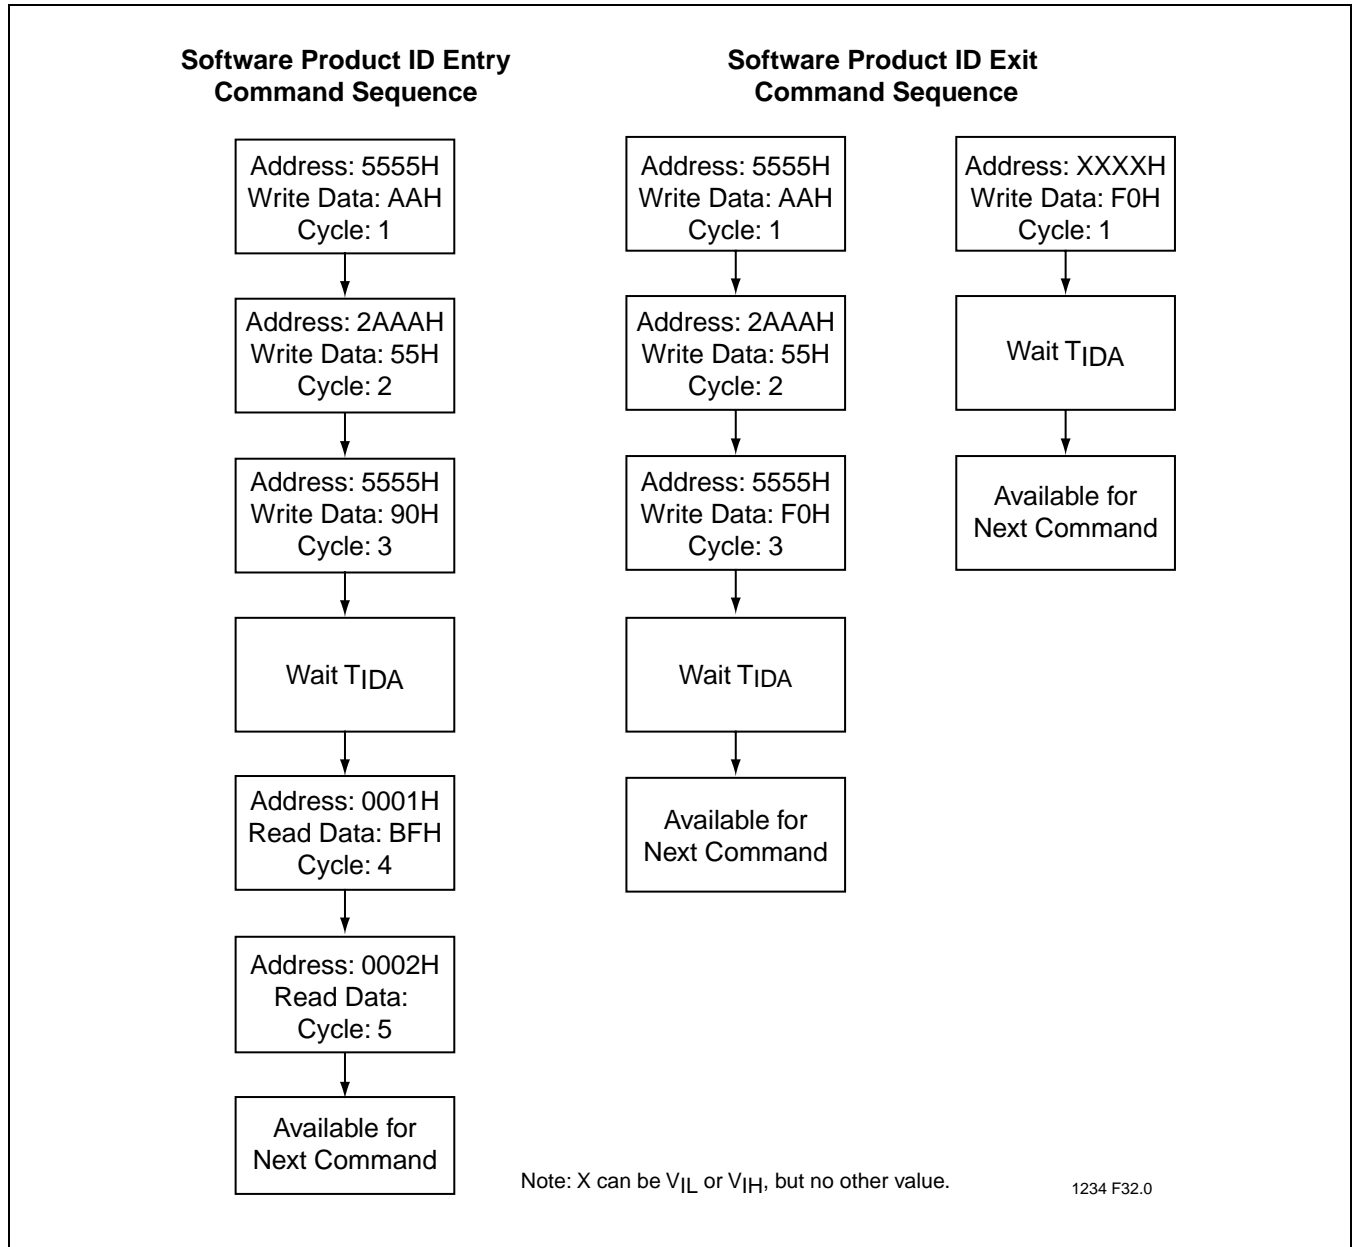 Software Product ID Entry
Command Sequence
Address: 5555H
Write Data: AAH
Cycle: 1
Address: 2AAAH
Write Data: 55H
Cycle: 2
Address: 5555H
Write Data: 90H
Cycle: 3
Wait TIDA
Address: 0001H
Read Data: BFH
Cycle: 4
Address: 0002H
Read Data:
Cycle: 5
Available for
Next Command
Software Product ID Exit
Command Sequence
Address: 5555H
Write Data: AAH
Cycle: 1
Address: 2AAAH
Write Data: 55H
Cycle: 2
Address: 5555H
Write Data: F0H
Cycle: 3
Wait TIDA
Available for
Next Command
Address: XXXXH
Write Data: F0H
Cycle: 1
Wait TIDA
Available for
Next Command
Note: X can be VIL or VIH, but no other value.
1234 F32.0